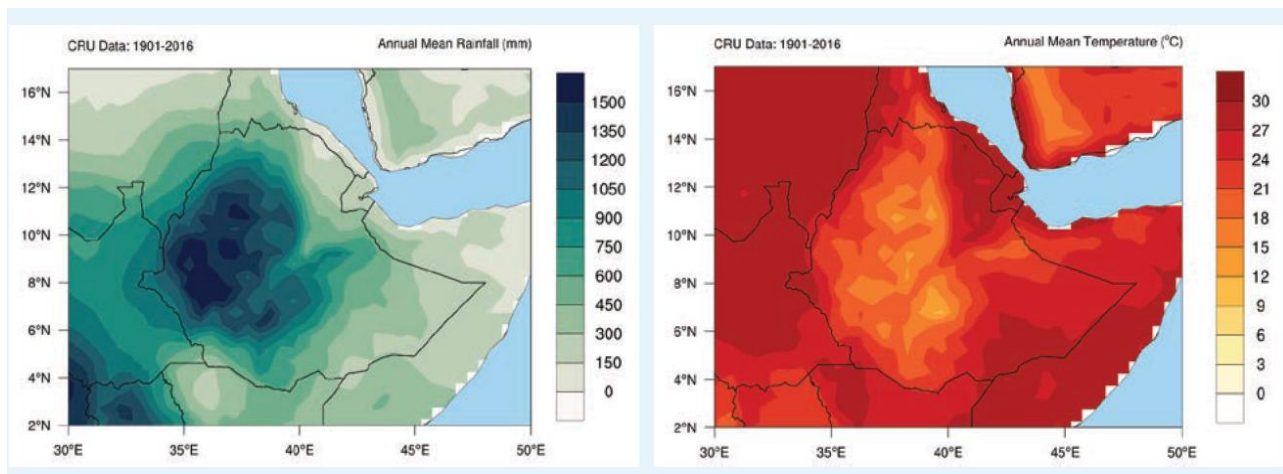 CRU Data: 1901-2016 Annual Mean Rainfall (mm)
16°N
14°N
12°N
10°N
8°N
6°N
4°N
2°N
30°E 35°E 40°E 45°E 50°E
1500
1350
1200
1050
900
750
600
450
300
150
0
CRU Data: 1901-2016 Annual Mean Temperature (°C)
16°N
14°N
12°N
10°N
8°N
6°N
4°N
2°N
30°E 35°E 40°E 45°E 50°E
30
27
24
21
18
15
12
9
6
3
0